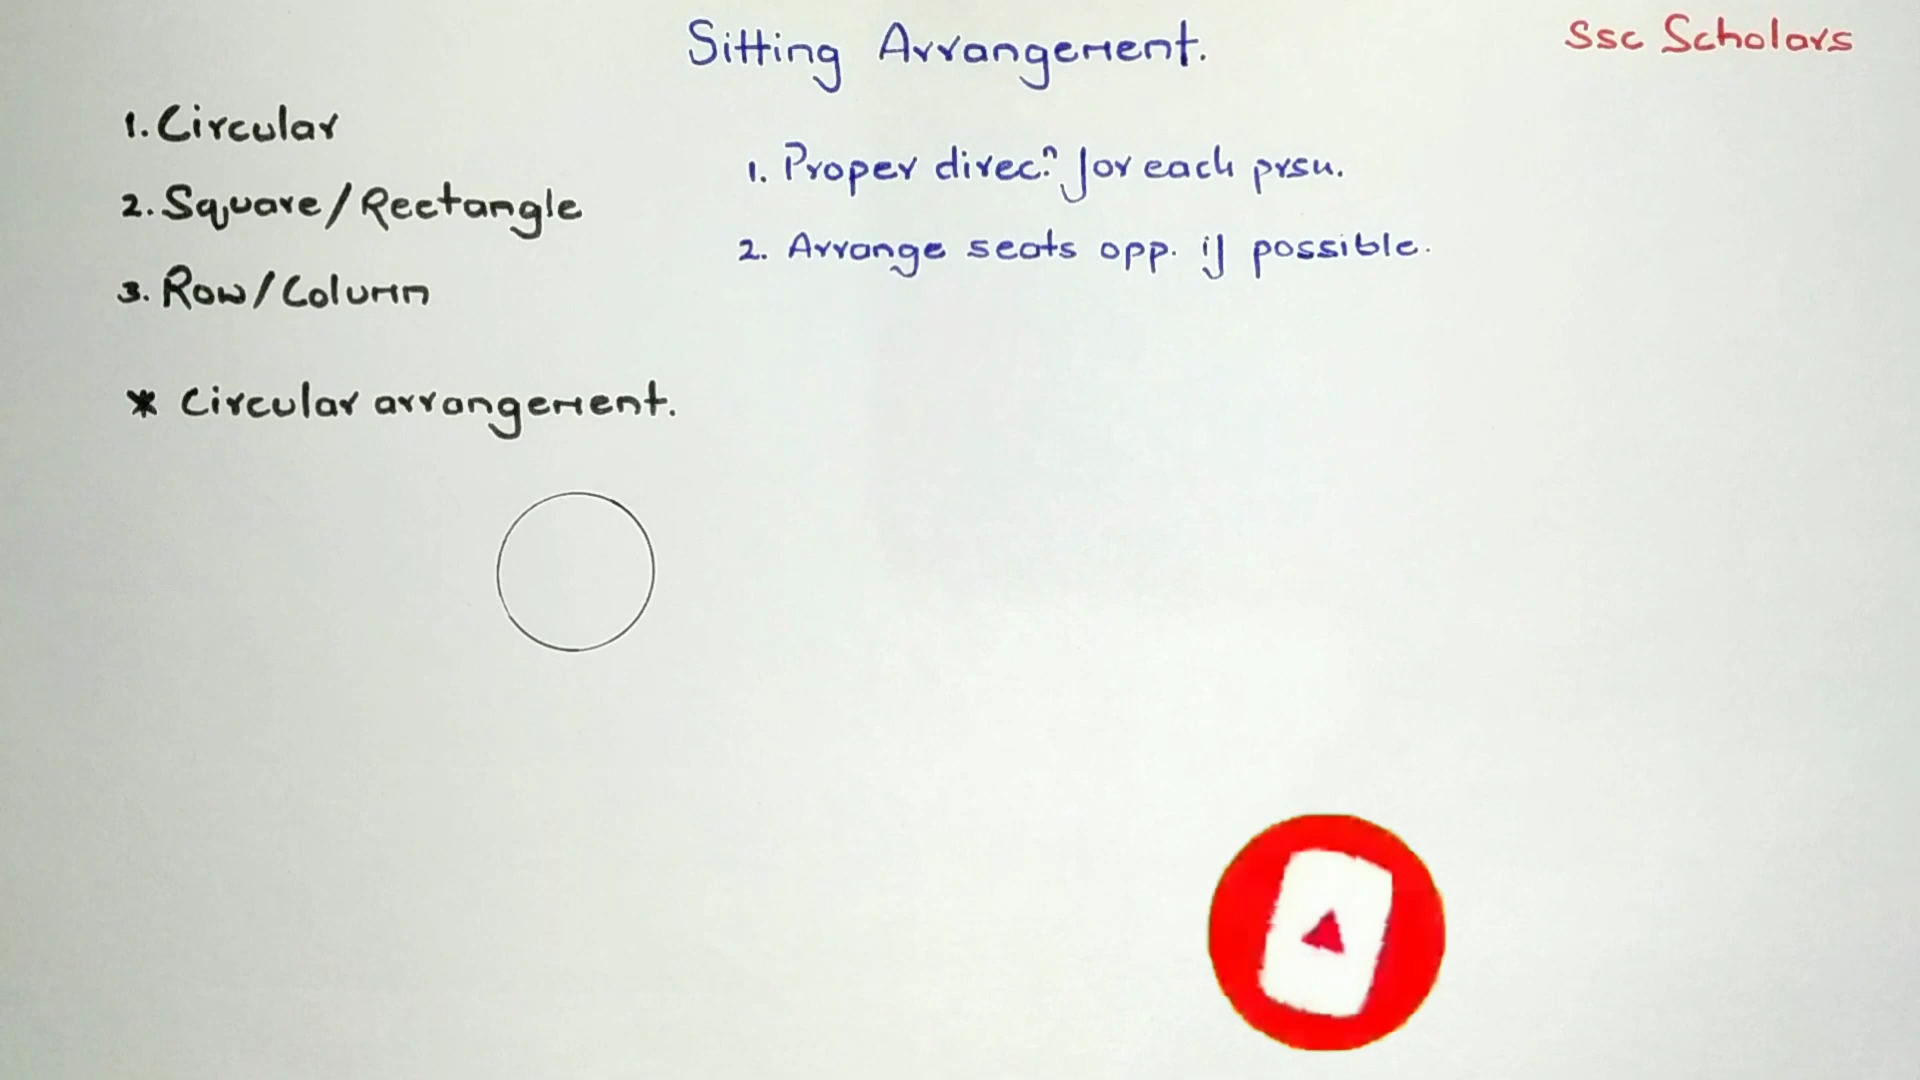 Sitting Arrangement.
Ssc Scholars
1. Circular
2. Square/Rectangle
3. Row/Column
1. Proper direc.n for each prsn.
2. Arrange seats opp. if possible.
* Circular arrangement.